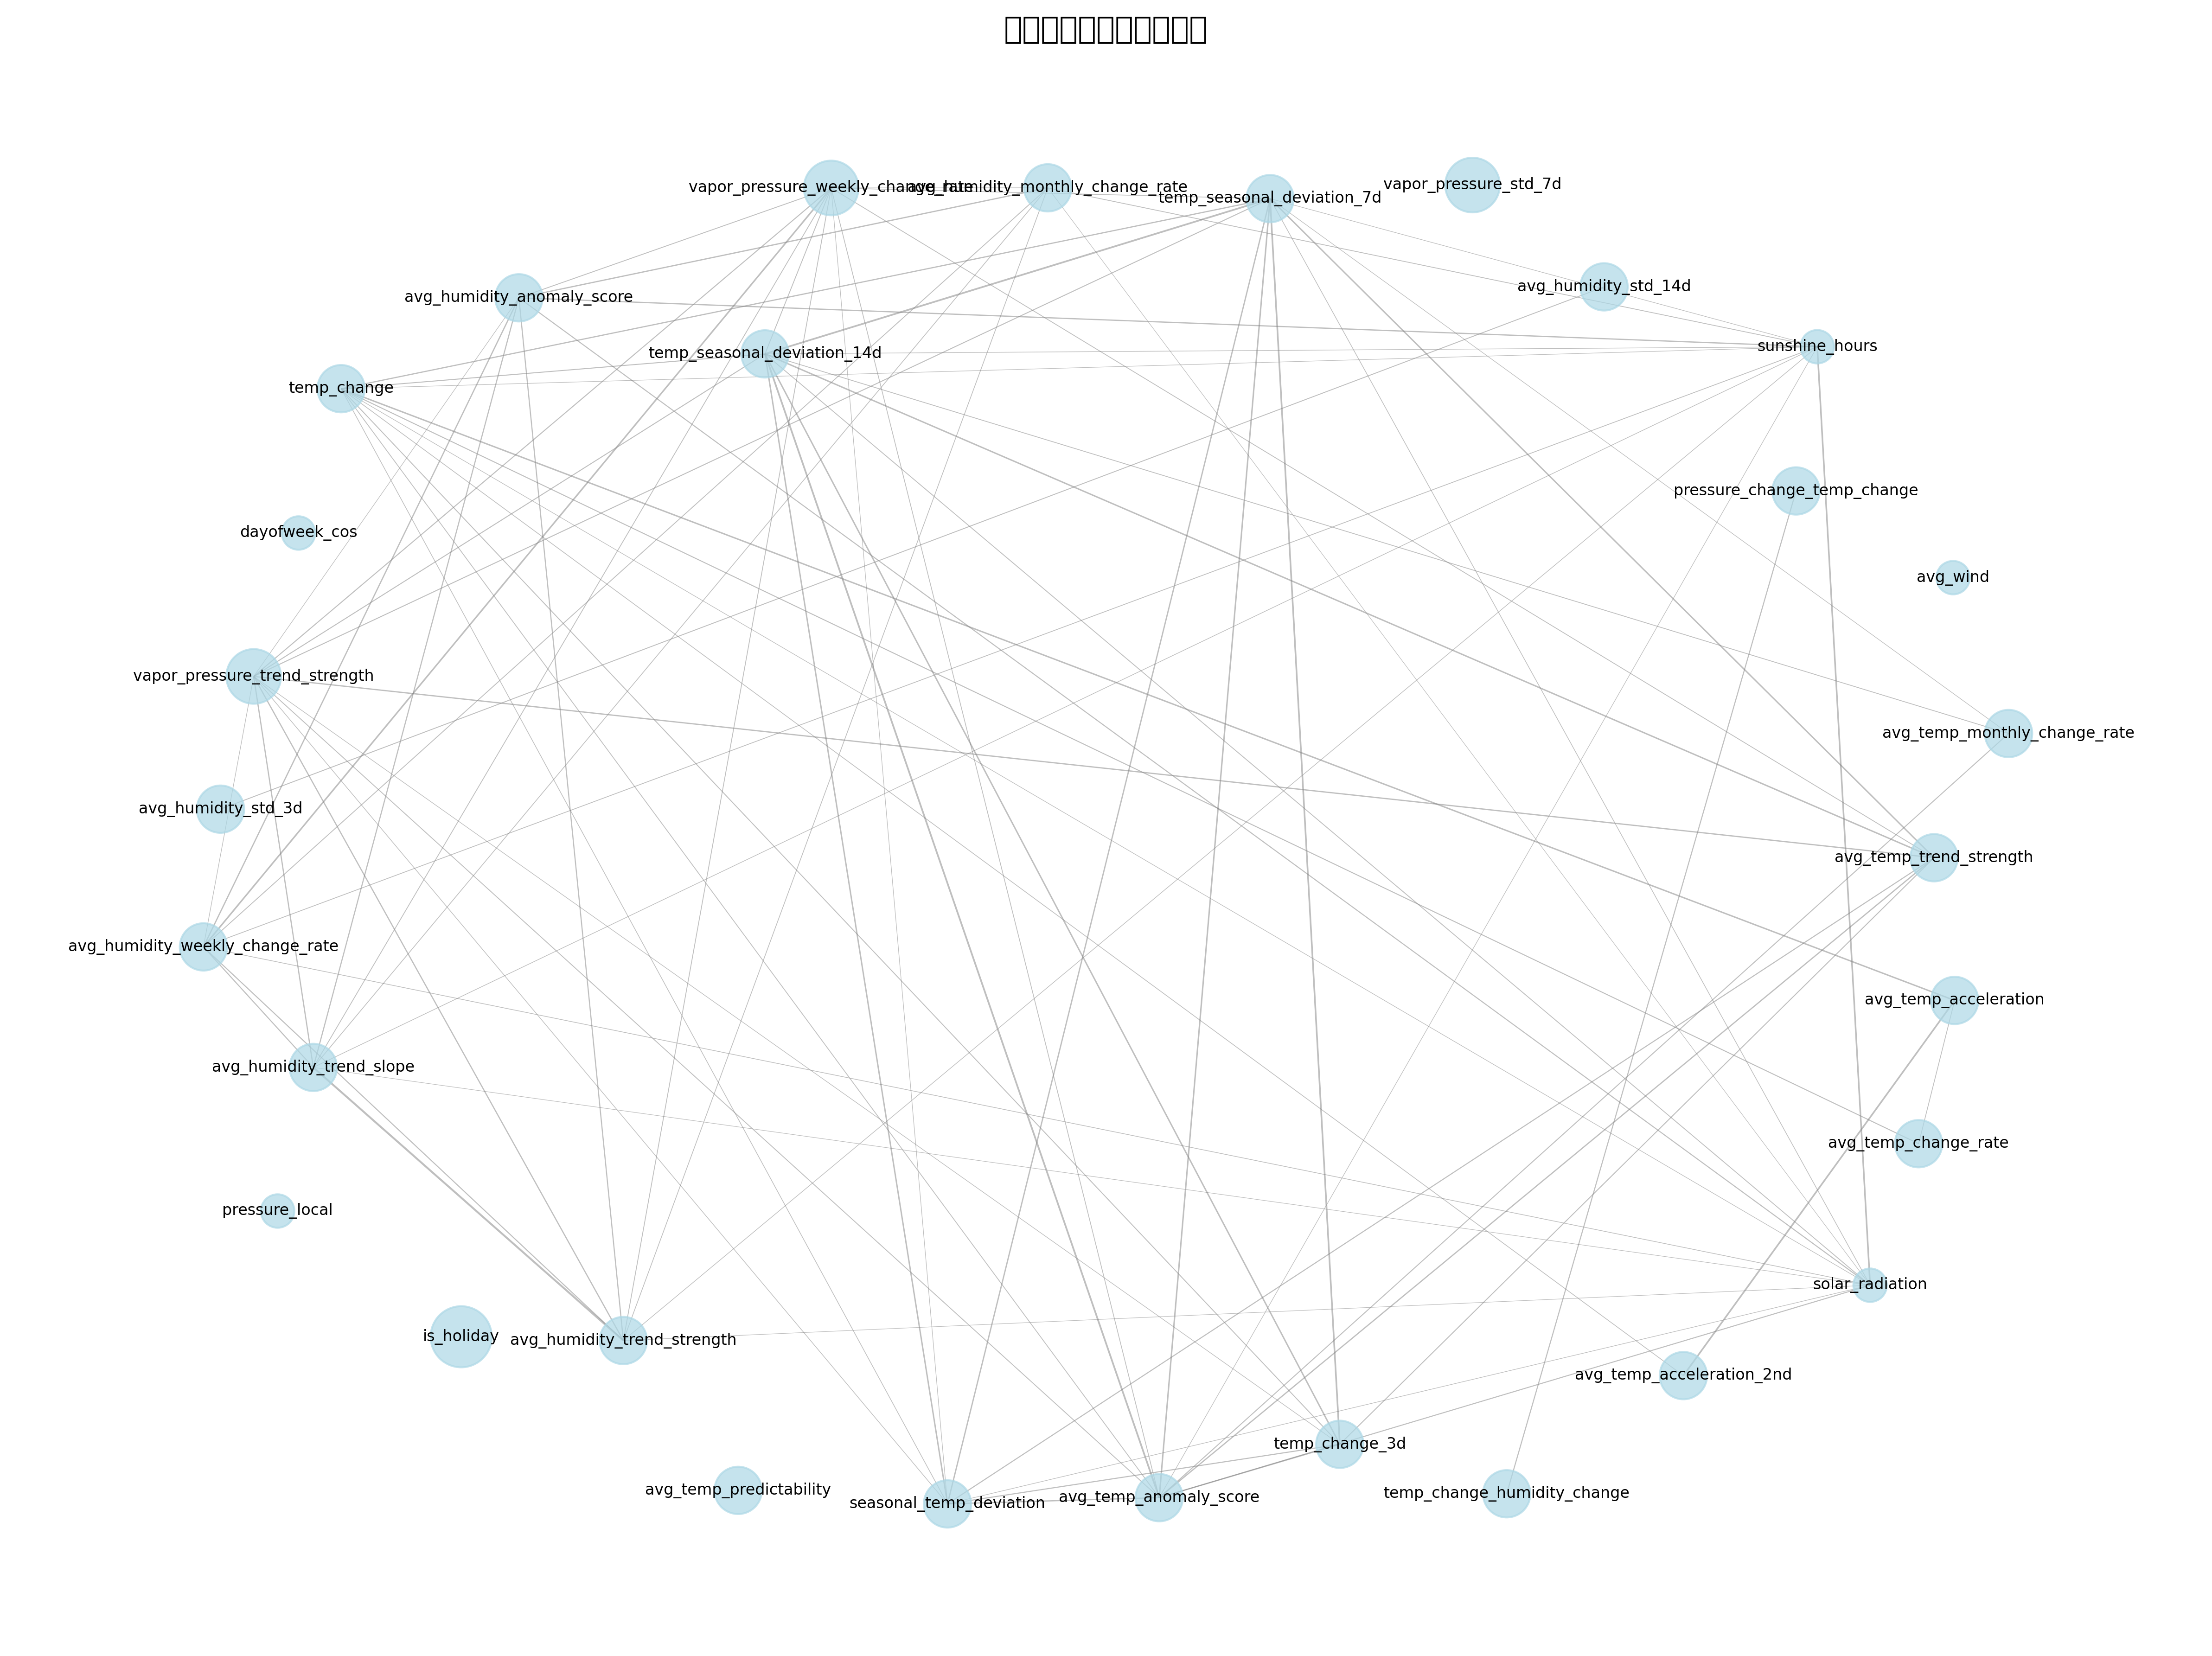 vapor_pressure_std_7d
vapor_pressure_weekly_change_rate
avg_humidity_monthly_change_rate
temp_seasonal_deviation_7d
avg_humidity_std_14d
avg_humidity_anomaly_score
sunshine_hours
temp_seasonal_deviation_14d
temp_change
pressure_change_temp_change
dayofweek_cos
avg_wind
vapor_pressure_trend_strength
avg_temp_monthly_change_rate
avg_humidity_std_3d
avg_temp_trend_strength
avg_humidity_weekly_change_rate
avg_temp_acceleration
avg_humidity_trend_slope
avg_temp_change_rate
pressure_local
solar_radiation
is_holiday
avg_humidity_trend_strength
avg_temp_acceleration_2nd
temp_change_3d
avg_temp_predictability
seasonal_temp_deviation
avg_temp_anomaly_score
temp_change_humidity_change